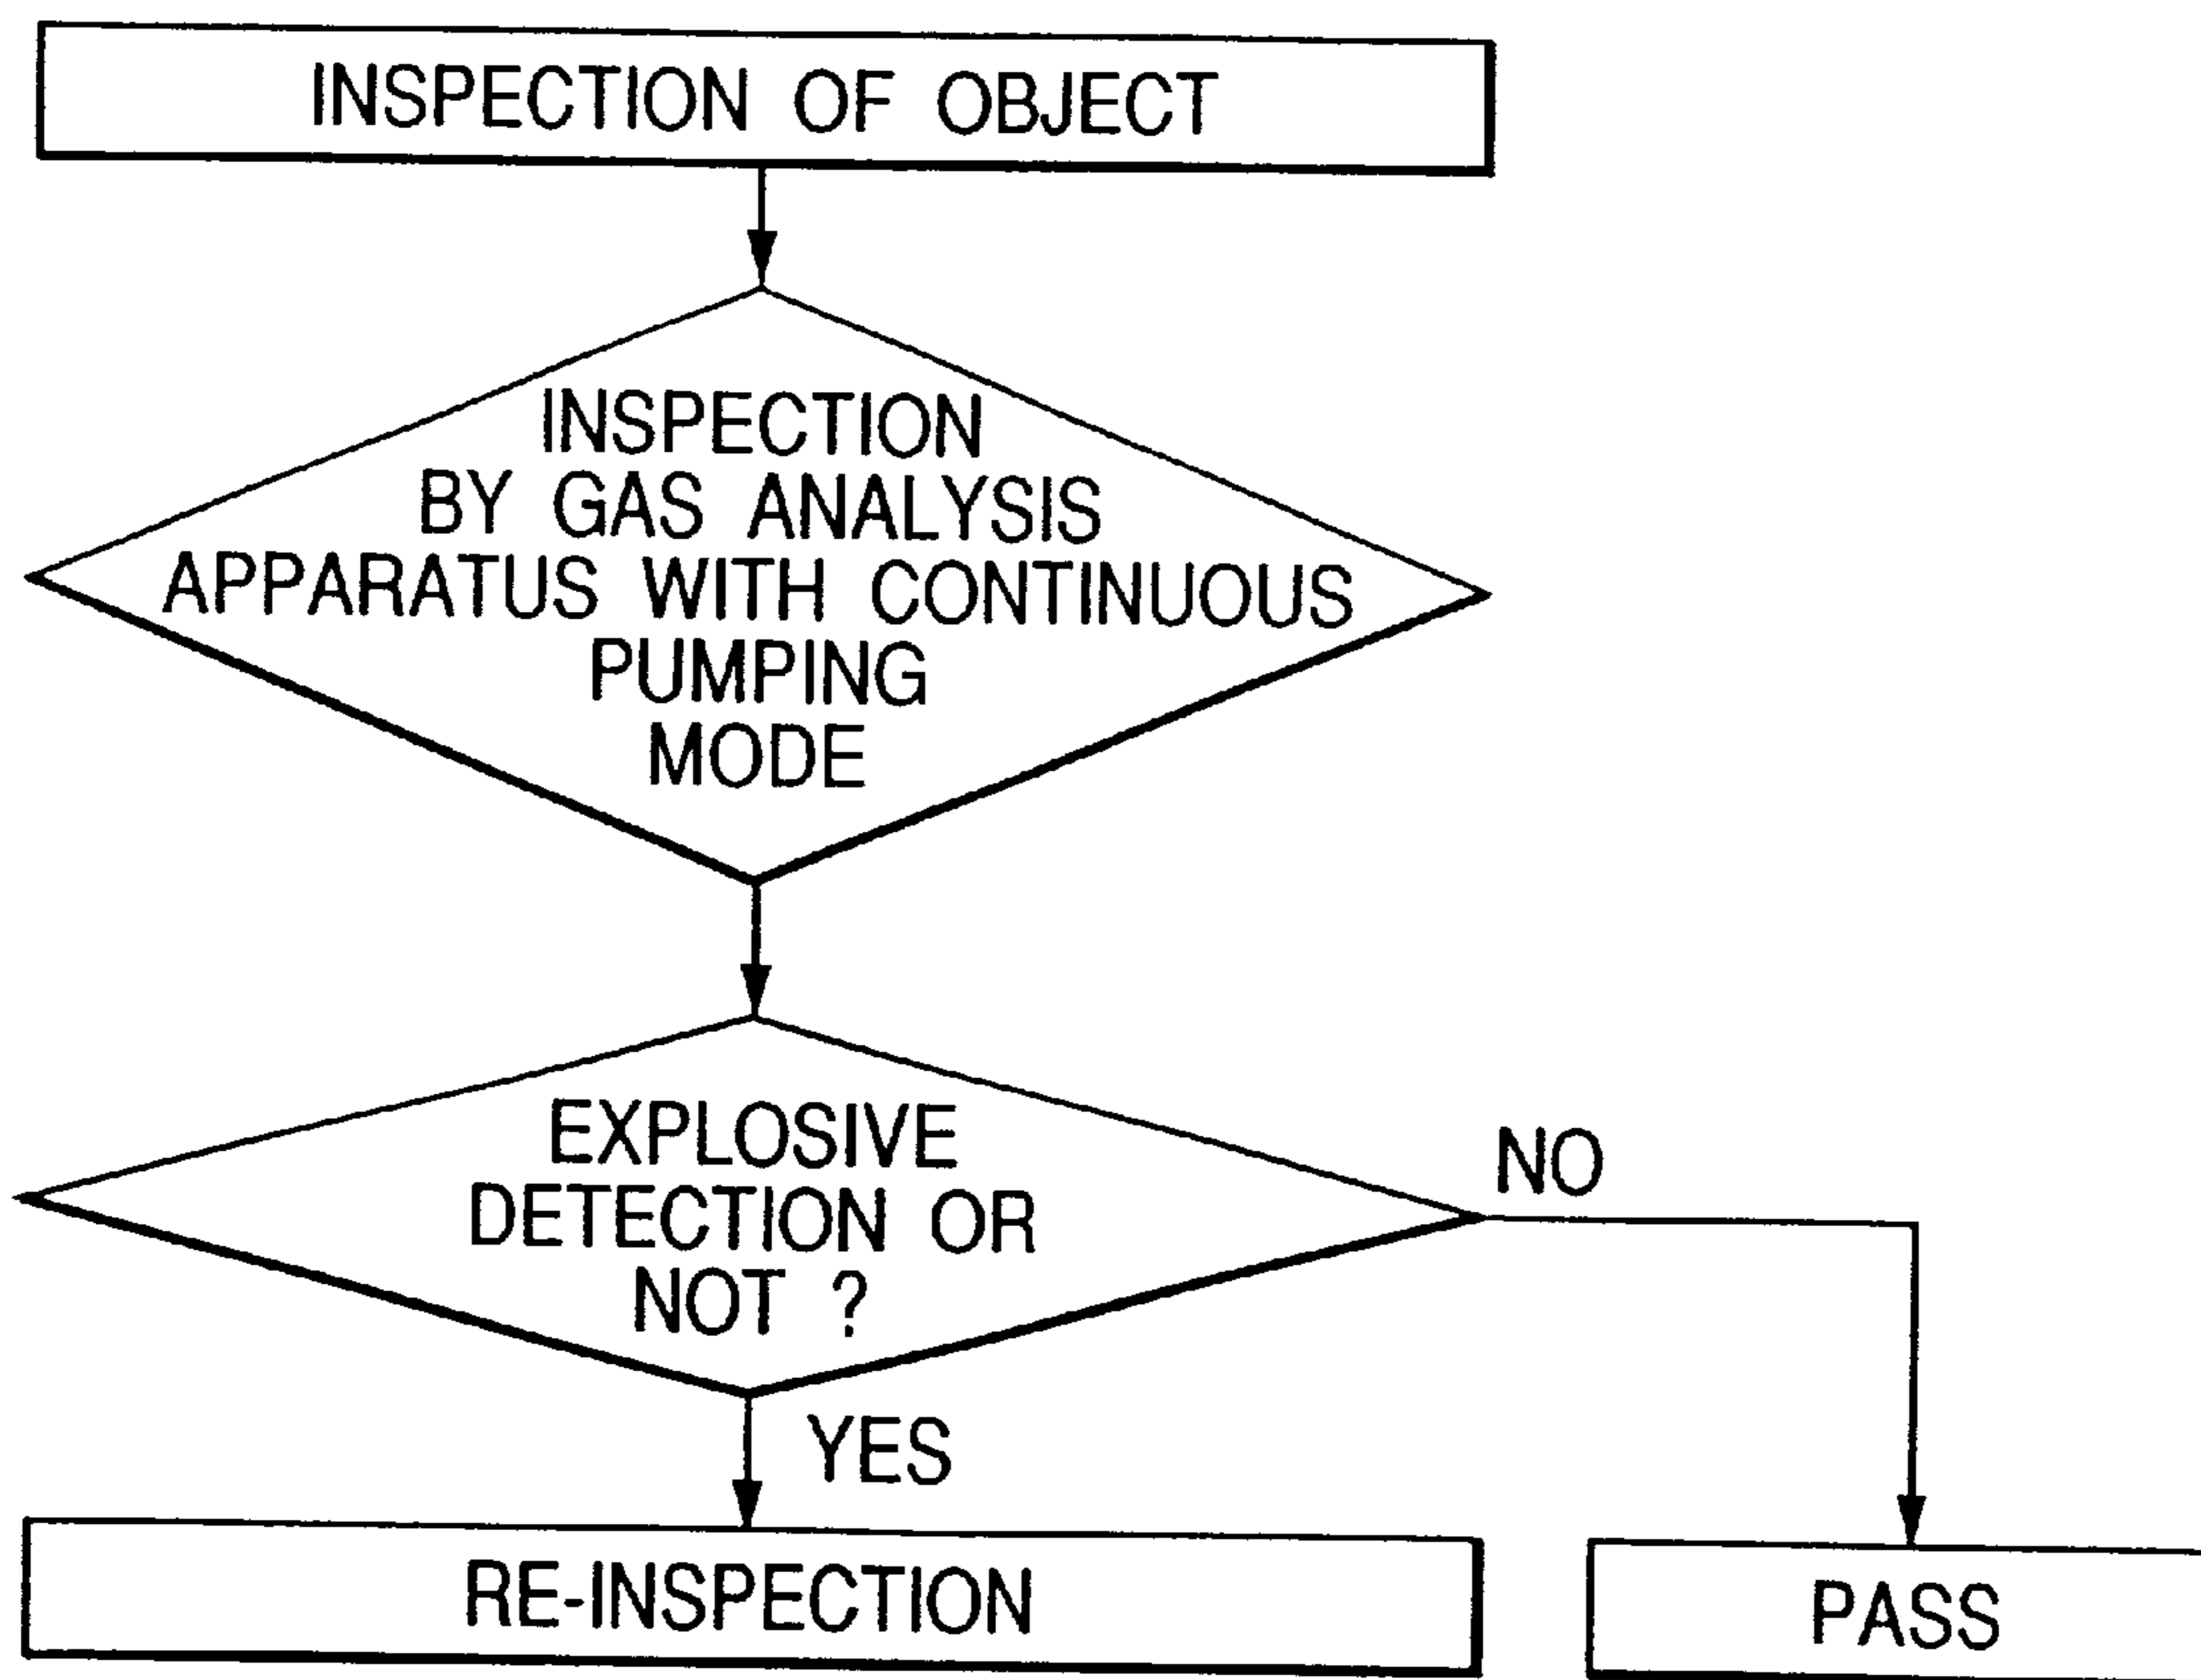 INSPECTION OF OBJECT
INSPECTION
BY GAS ANALYSIS
APPARATUS WITH CONTINUOUS
PUMPING
MODE
EXPLOSIVE
DETECTION OR
NOT ?
NO
YES
RE-INSPECTION
PASS